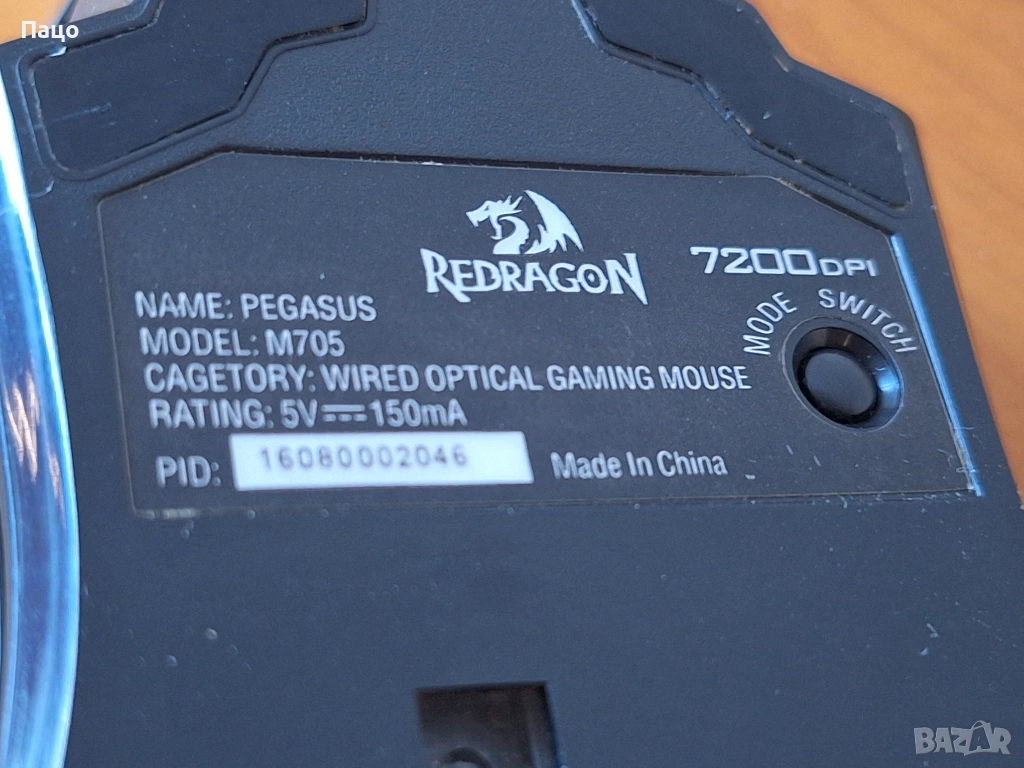 Пацо
REDRAGON
7200DPI
MODE SWITCH
NAME: PEGASUS
MODEL: M705
CAGETORY: WIRED OPTICAL GAMING MOUSE
RATING: 5V⎓150mA
PID: 16080002046
Made In China
BAZAR